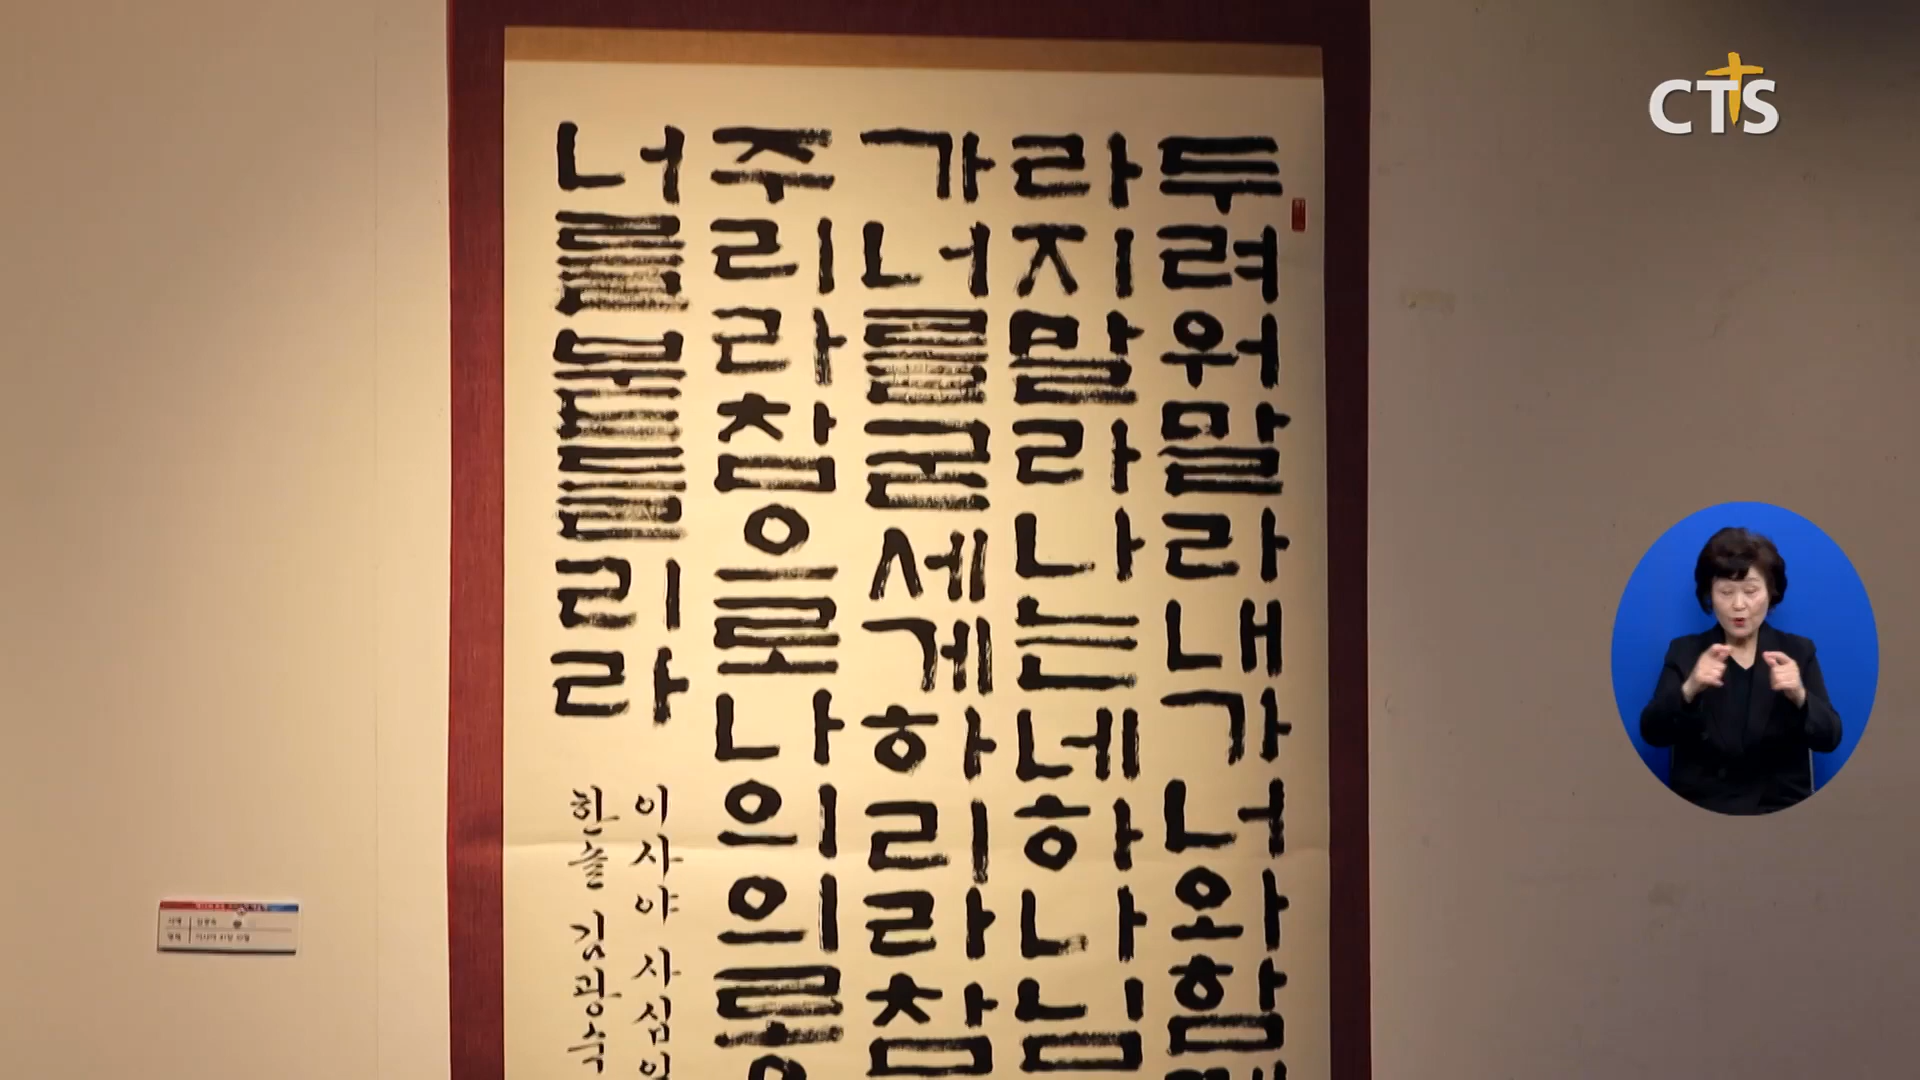 두려워말라내가너와함
라지말라나는네하나님
가너를굳세게하리라참
주리라참으로나의의로
너를붙들리라
이사야 사십
한늘 김광숙
CTS